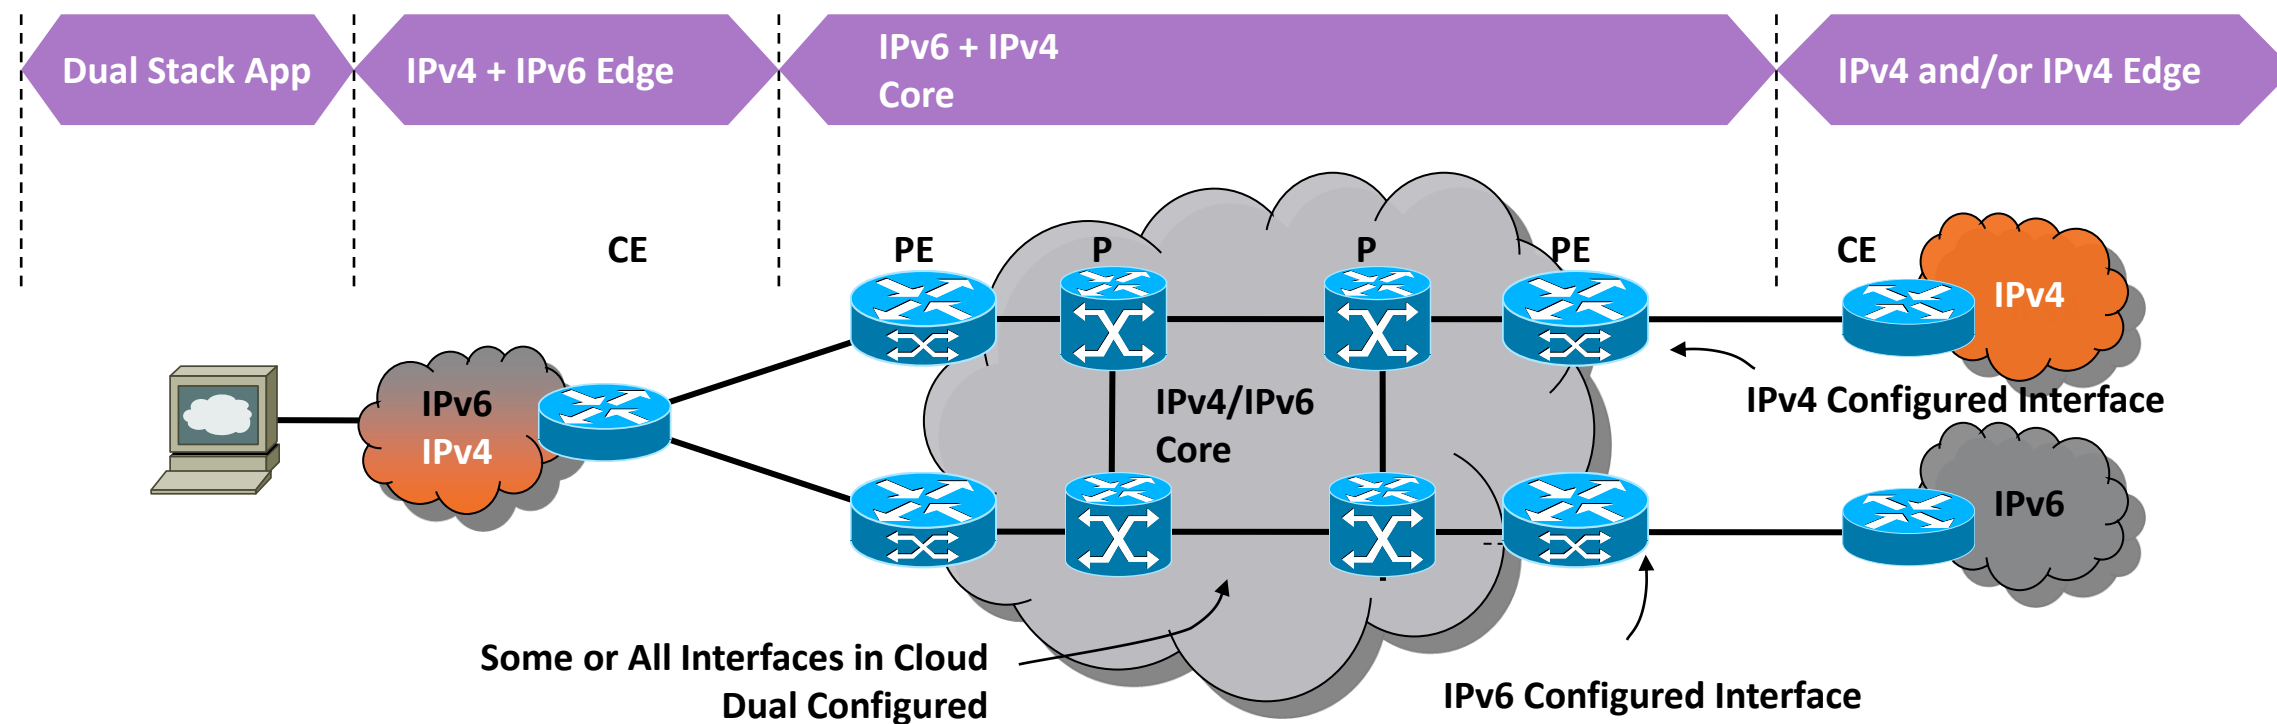 Dual Stack App
IPv4 + IPv6 Edge
IPv6 + IPv4
Core
IPv4 and/or IPv4 Edge
CE
PE
P
P
PE
CE
IPv4
IPv6
IPv4
IPv4/IPv6
Core
IPv4 Configured Interface
IPv6
Some or All Interfaces in Cloud
Dual Configured
IPv6 Configured Interface